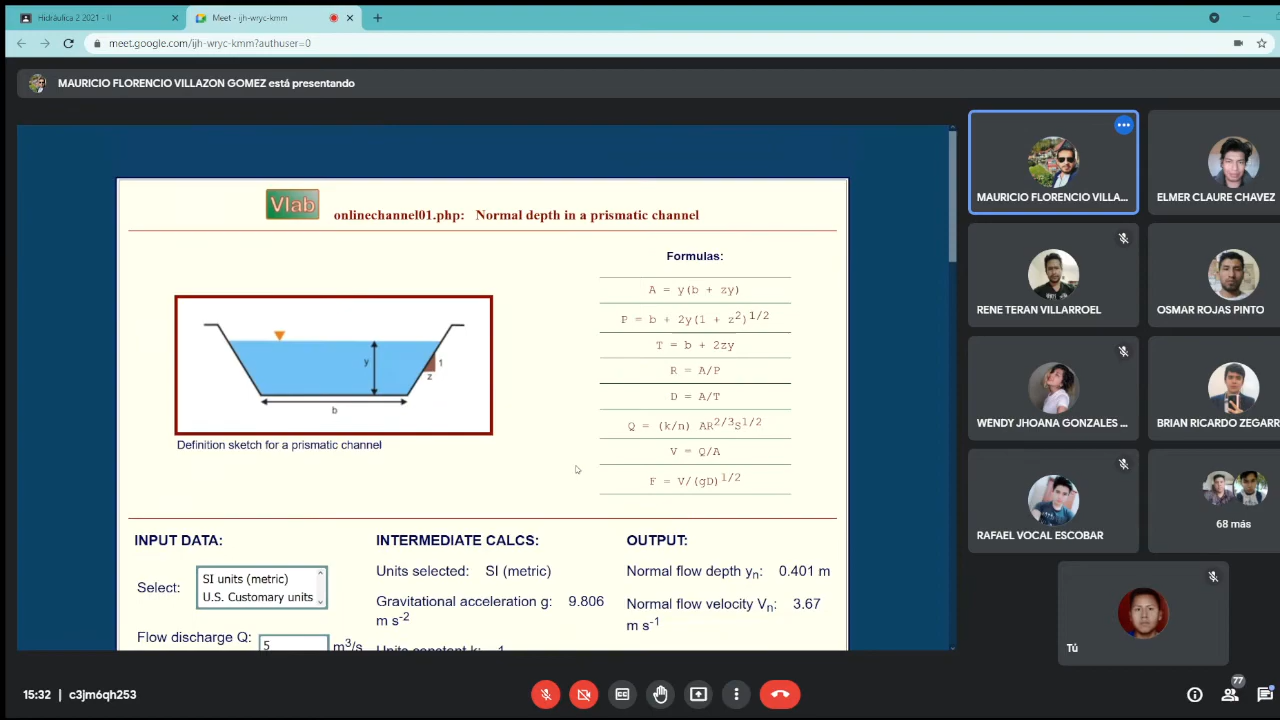 Hidráulica 2 2021 - II
Meet - ijh-wryc-kmm
meet.google.com/ijh-wryc-kmm?authuser=0
MAURICIO FLORENCIO VILLAZON GOMEZ está presentando
Vlab
onlinechannel01.php: Normal depth in a prismatic channel
Formulas:
A = y(b + zy)
P = b + 2y(1 + z²)^1/2
T = b + 2zy
R = A/P
D = A/T
Q = (k/n) AR^2/3S^1/2
V = Q/A
F = V/(gD)^1/2
y
1
z
b
Definition sketch for a prismatic channel
INPUT DATA:
Select:
SI units (metric)
U.S. Customary units
Flow discharge Q:
5
m³/s
INTERMEDIATE CALCS:
Units selected: SI (metric)
Gravitational acceleration g: 9.806
m s⁻²
Units constant k: 1
OUTPUT:
Normal flow depth yn: 0.401 m
Normal flow velocity Vn: 3.67
m s⁻¹
MAURICIO FLORENCIO VILLA...
ELMER CLAURE CHAVEZ
RENE TERAN VILLARROEL
OSMAR ROJAS PINTO
WENDY JHOANA GONZALES ...
BRIAN RICARDO ZEGARR
RAFAEL VOCAL ESCOBAR
68 más
Tú
15:32 | c3jm6qh253
77